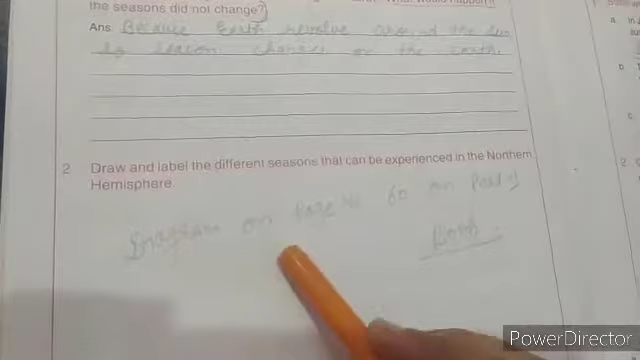 the seasons did not change?)
Ans. Because Earth revolve around the sun
so season changes on the earth.
2 Draw and label the different seasons that can be experienced in the Northern
Hemisphere.
Diagram on Page No 60 on
Book.
PowerDirector